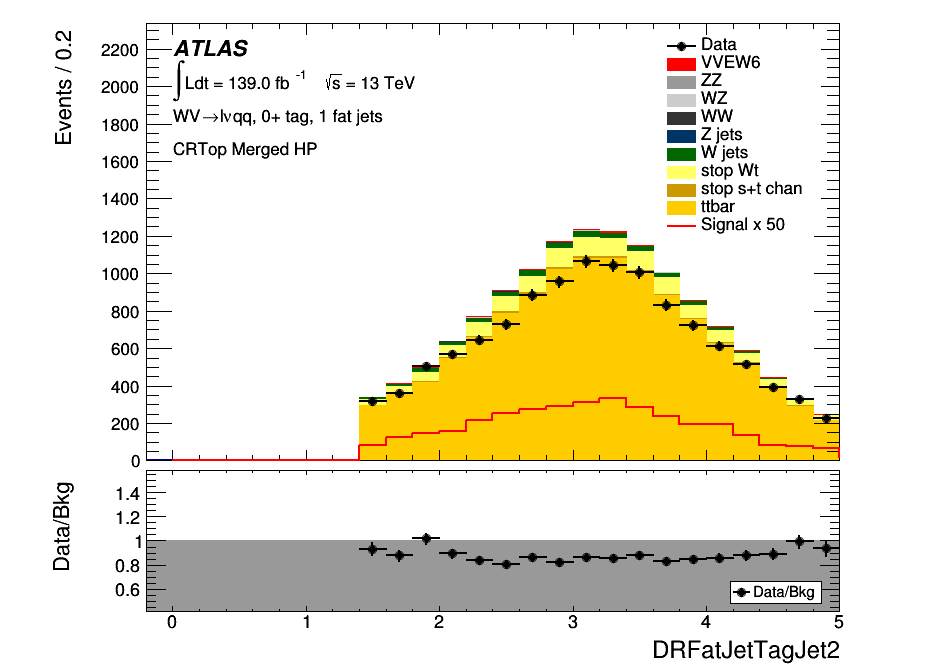 Events / 0.2
2200
2000
1800
1600
1400
1200
1000
800
600
400
200
0
ATLAS
∫Ldt = 139.0 fb⁻¹ √s = 13 TeV
WV→lνqq, 0+ tag, 1 fat jets
CRTop Merged HP
Data
VVEW6
ZZ
WZ
WW
Z jets
W jets
stop Wt
stop s+t chan
ttbar
Signal x 50
Data/Bkg
1.4
1.2
1
0.8
0.6
Data/Bkg
0 1 2 3 4 5
DRFatJetTagJet2